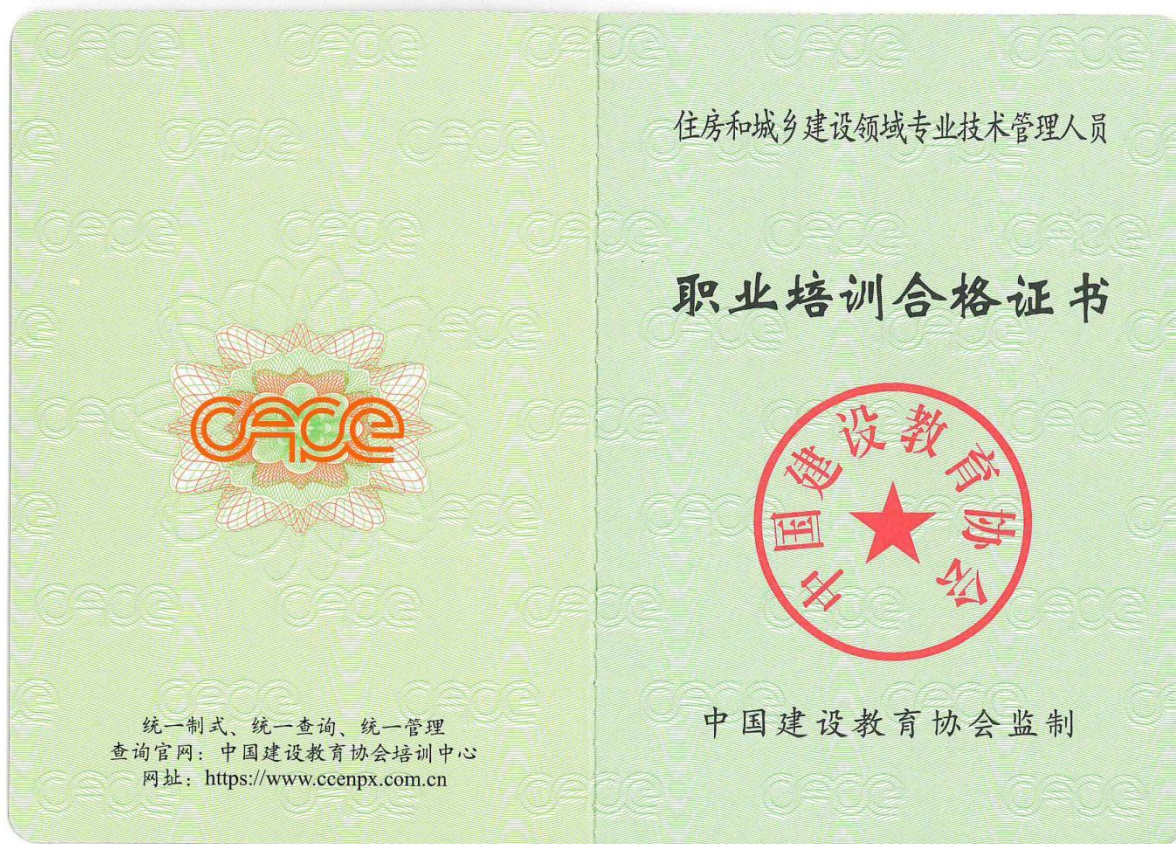 CACE
统一制式、统一查询、统一管理
查询官网：中国建设教育协会培训中心
网址：https://www.ccenpx.com.cn
住房和城乡建设领域专业技术管理人员
职业培训合格证书
中国建设教育协会
中国建设教育协会监制